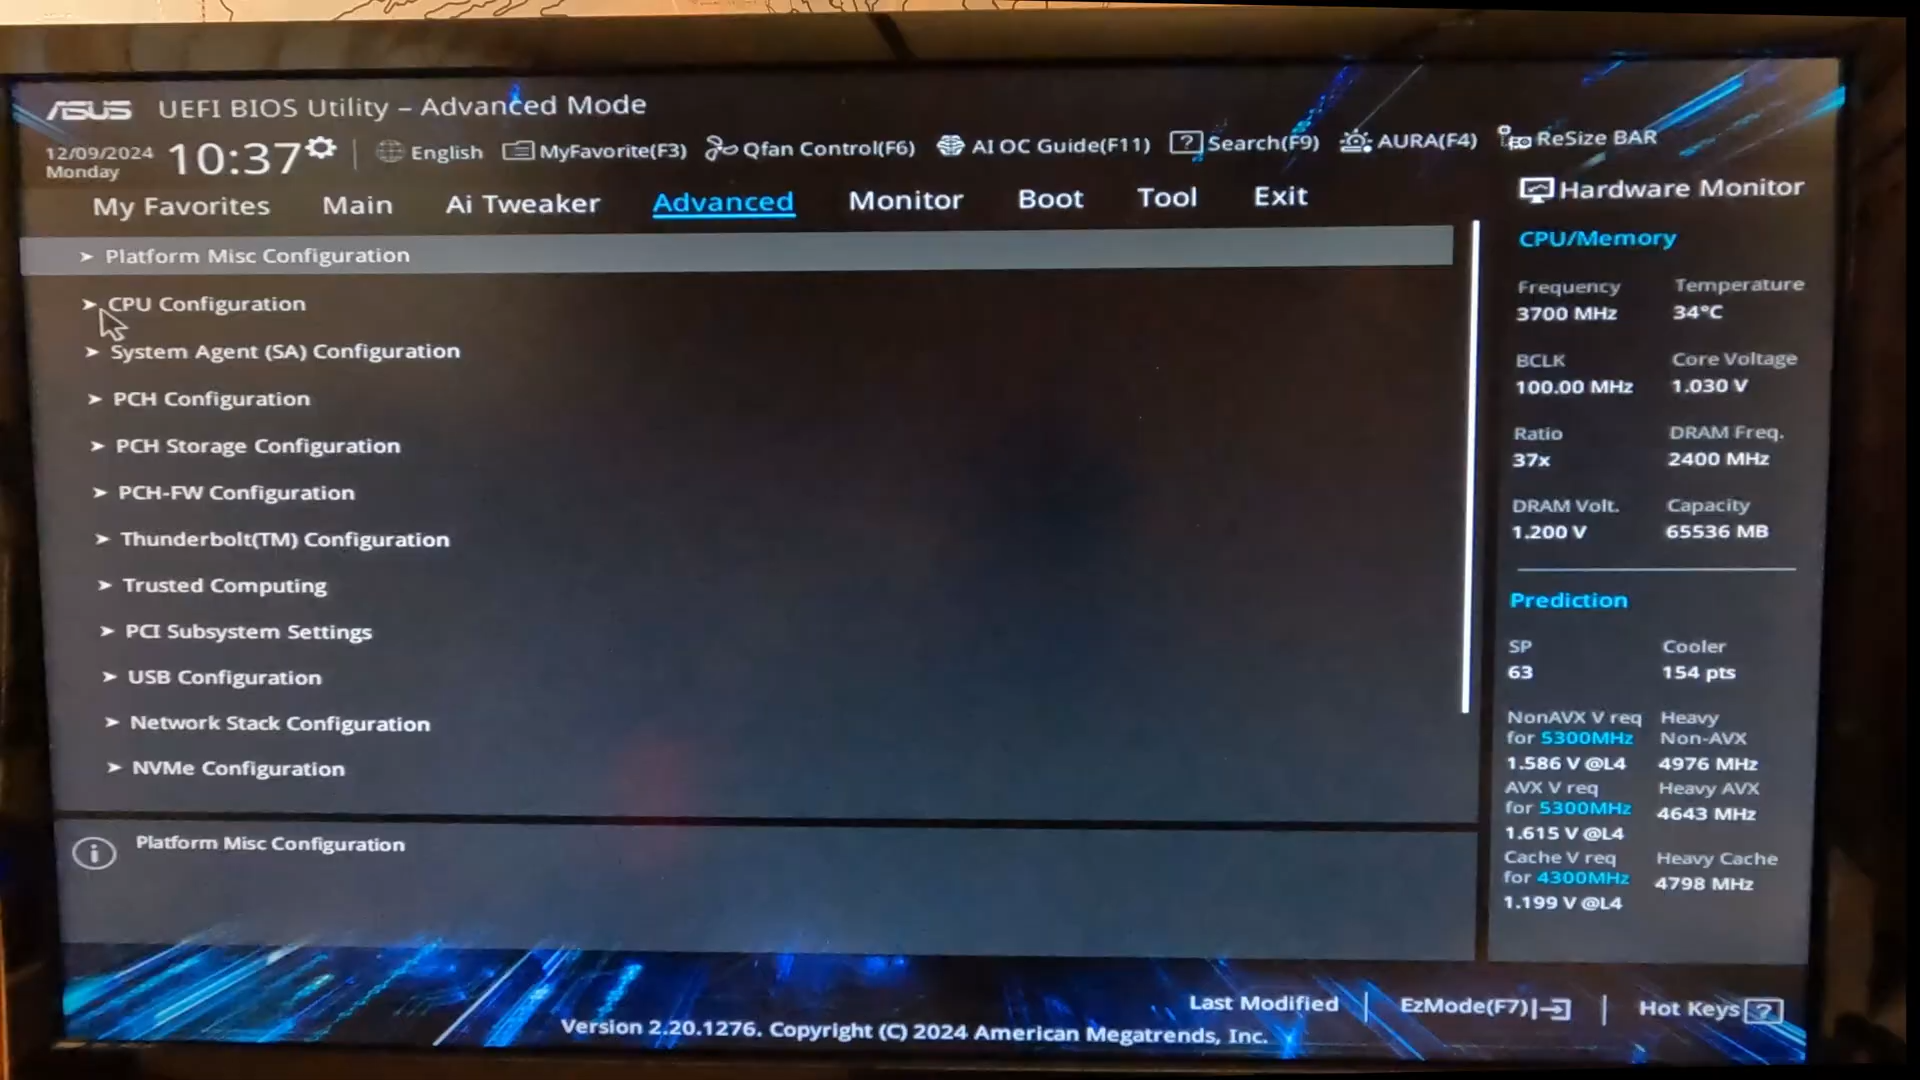 ASUS UEFI BIOS Utility – Advanced Mode
12/09/2024 Monday 10:37 English MyFavorite(F3) Qfan Control(F6) AI OC Guide(F11) ? Search(F9) AURA(F4) ReSize BAR
My Favorites Main Ai Tweaker Advanced Monitor Boot Tool Exit
Platform Misc Configuration
CPU Configuration
System Agent (SA) Configuration
PCH Configuration
PCH Storage Configuration
PCH-FW Configuration
Thunderbolt(TM) Configuration
Trusted Computing
PCI Subsystem Settings
USB Configuration
Network Stack Configuration
NVMe Configuration
i Platform Misc Configuration
Hardware Monitor
CPU/Memory
Frequency Temperature
3700 MHz 34°C
BCLK Core Voltage
100.00 MHz 1.030 V
Ratio DRAM Freq.
37x 2400 MHz
DRAM Volt. Capacity
1.200 V 65536 MB
Prediction
SP Cooler
63 154 pts
NonAVX V req Heavy
for 5300MHz Non-AVX
1.586 V @L4 4976 MHz
AVX V req Heavy AVX
for 5300MHz 4643 MHz
1.615 V @L4
Cache V req Heavy Cache
for 4300MHz 4798 MHz
1.199 V @L4
Last Modified EzMode(F7) Hot Keys ?
Version 2.20.1276. Copyright (C) 2024 American Megatrends, Inc.